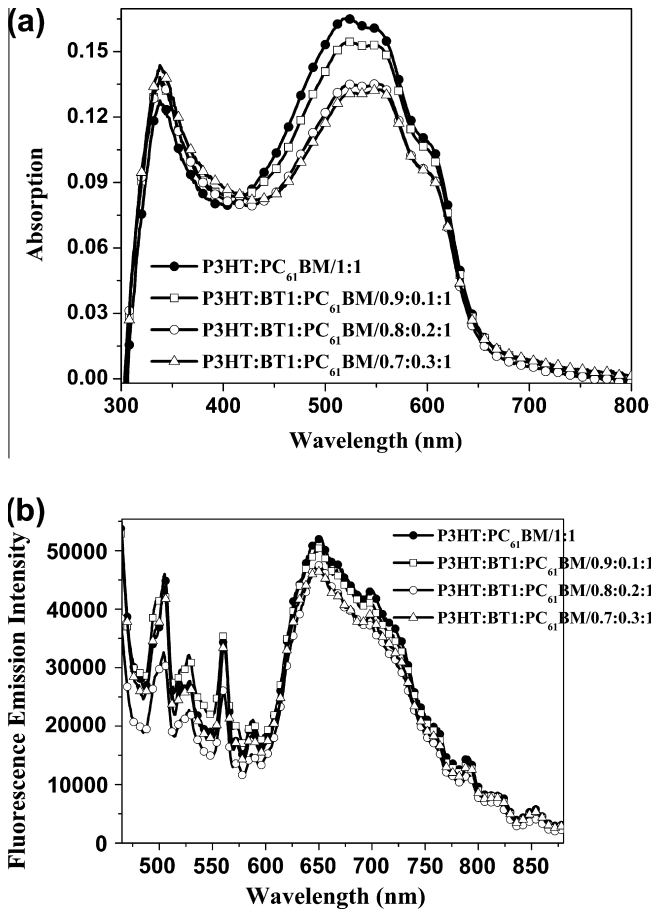 (a)
0.15
0.12
0.09
0.06
0.03
0.00
Absorption
P3HT:PC61BM/1:1
P3HT:BT1:PC61BM/0.9:0.1:1
P3HT:BT1:PC61BM/0.8:0.2:1
P3HT:BT1:PC61BM/0.7:0.3:1
300 400 500 600 700 800
Wavelength (nm)
(b)
50000
40000
30000
20000
10000
0
Fluorescence Emission Intensity
P3HT:PC61BM/1:1
P3HT:BT1:PC61BM/0.9:0.1:1
P3HT:BT1:PC61BM/0.8:0.2:1
P3HT:BT1:PC61BM/0.7:0.3:1
500 550 600 650 700 750 800 850
Wavelength (nm)